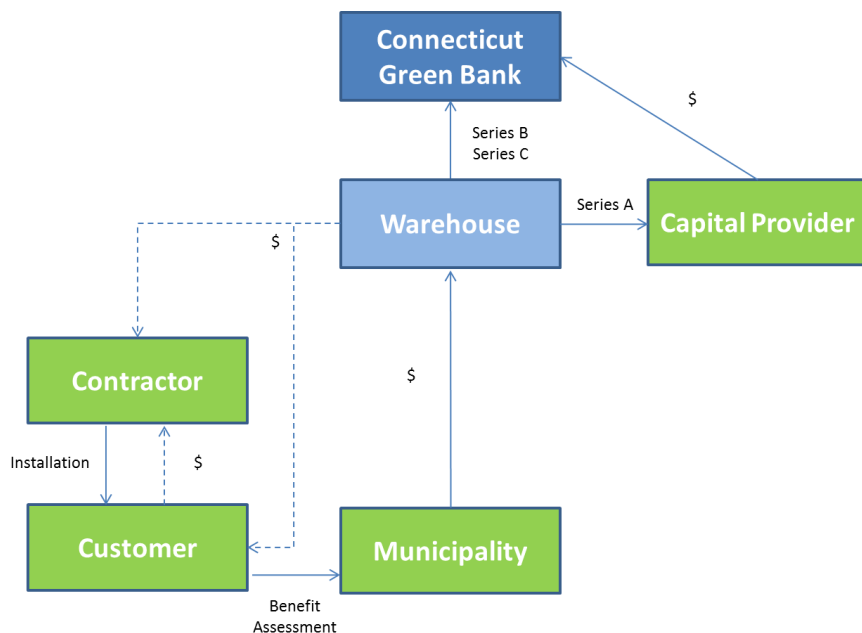 Connecticut
Green Bank
$
Series B
Series C
Warehouse
Series A
Capital Provider
$
Contractor
$
Installation
$
Customer
Municipality
Benefit
Assessment